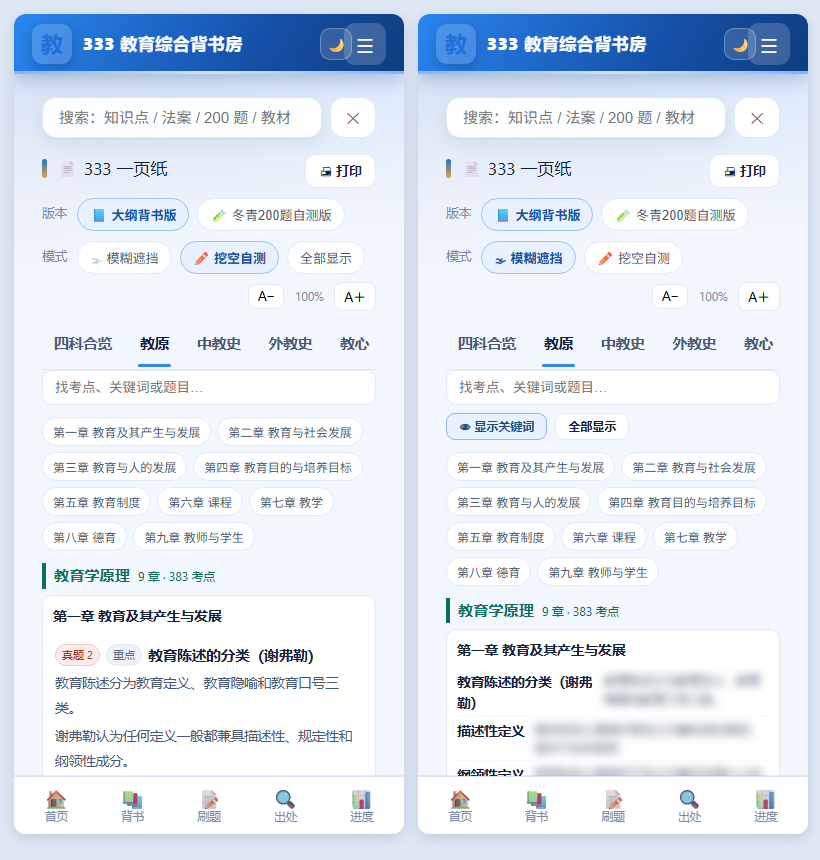 教 333 教育综合背书房
搜索：知识点 / 法案 / 200 题 / 教材 ×
333 一页纸 打印
版本 大纲背书版 冬青200题自测版
模式 模糊遮挡 挖空自测 全部显示
A− 100% A+
四科合览 教原 中教史 外教史 教心
找考点、关键词或题目...
第一章 教育及其产生与发展 第二章 教育与社会发展
第三章 教育与人的发展 第四章 教育目的与培养目标
第五章 教育制度 第六章 课程 第七章 教学
第八章 德育 第九章 教师与学生
教育学原理 9 章 · 383 考点
第一章 教育及其产生与发展
真题 2 重点 教育陈述的分类（谢弗勒）
教育陈述分为教育定义、教育隐喻和教育口号三
类。
谢弗勒认为任何定义一般都兼具描述性、规定性和
纲领性成分。
首页 背书 刷题 出处 进度
教 333 教育综合背书房
搜索：知识点 / 法案 / 200 题 / 教材 ×
333 一页纸 打印
版本 大纲背书版 冬青200题自测版
模式 模糊遮挡 挖空自测
A− 100% A+
四科合览 教原 中教史 外教史 教心
找考点、关键词或题目...
显示关键词 全部显示
第一章 教育及其产生与发展 第二章 教育与社会发展
第三章 教育与人的发展 第四章 教育目的与培养目标
第五章 教育制度 第六章 课程 第七章 教学
第八章 德育 第九章 教师与学生
教育学原理 9 章 · 383 考点
第一章 教育及其产生与发展
教育陈述的分类（谢弗
勒）
描述性定义
纲领性定义
首页 背书 刷题 出处 进度